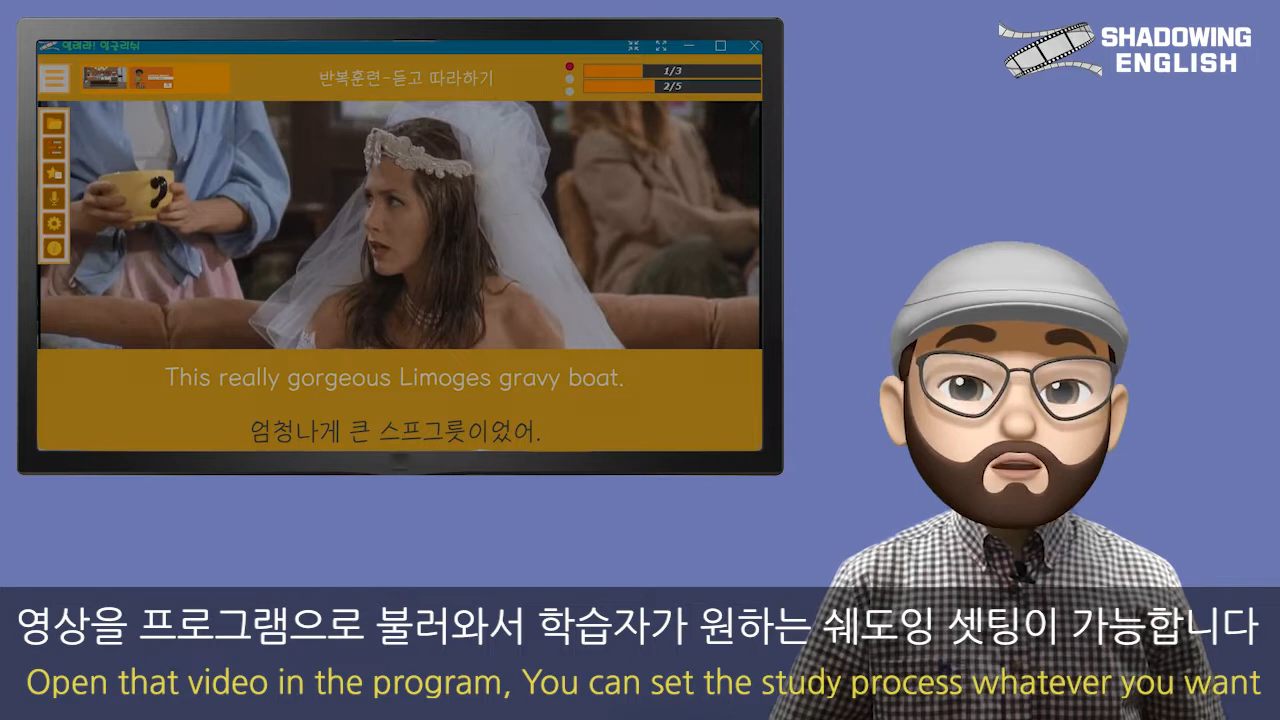 SHADOWING
ENGLISH
반복훈련-듣고 따라하기
1/3
2/5
This really gorgeous Limoges gravy boat.
엄청나게 큰 스프그릇이었어.
영상을 프로그램으로 불러와서 학습자가 원하는 쉐도잉 셋팅이 가능합니다
Open that video in the program, You can set the study process whatever you want